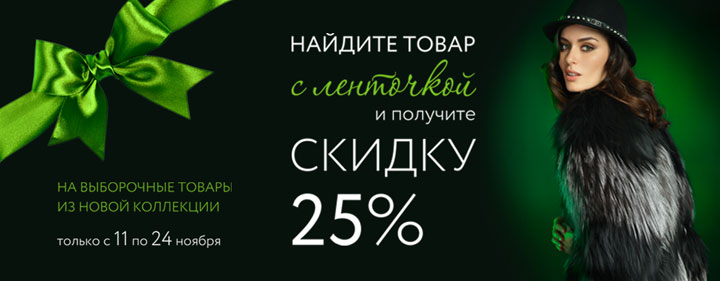 НАЙДИТЕ ТОВАР
с ленточкой
и получите
СКИДКУ
25%
НА ВЫБОРОЧНЫЕ ТОВАРЫ
ИЗ НОВОЙ КОЛЛЕКЦИИ
только с 11 по 24 ноября